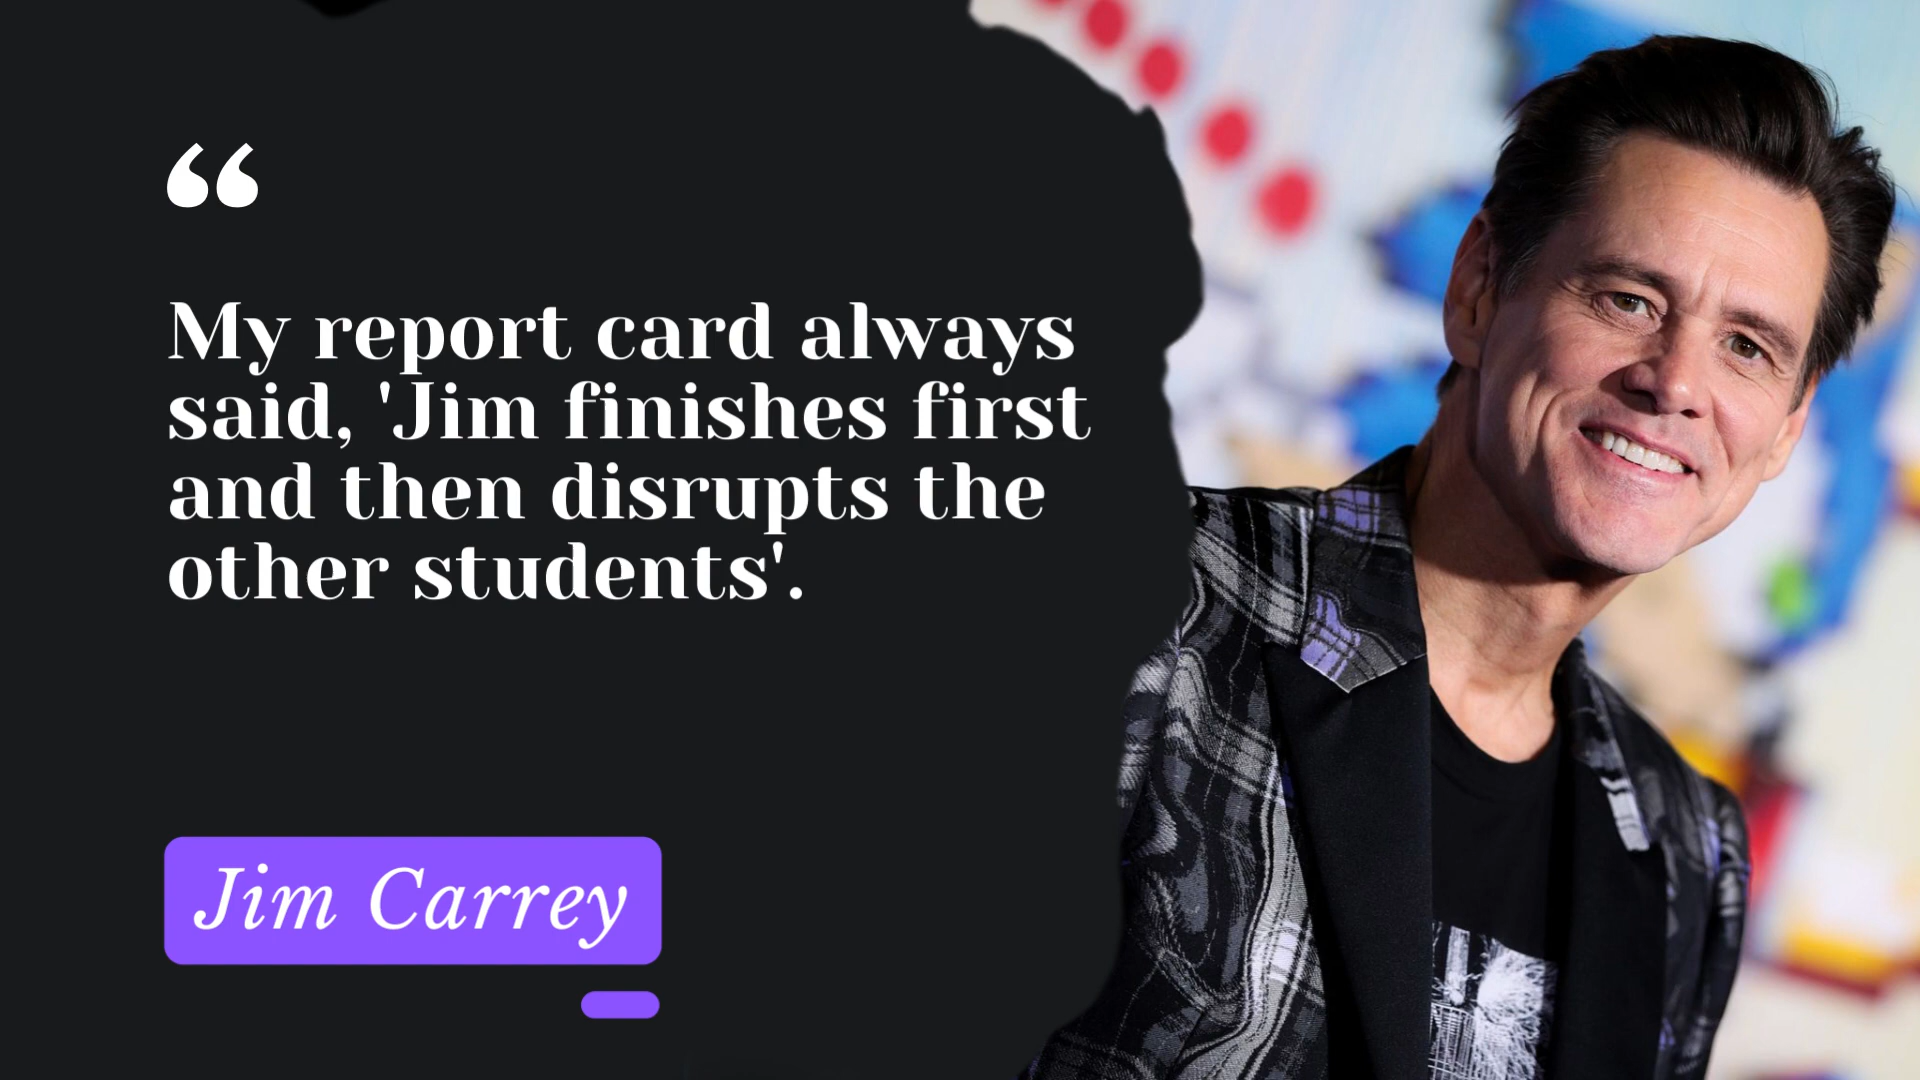 “
My report card always
said, 'Jim finishes first
and then disrupts the
other students'.
Jim Carrey